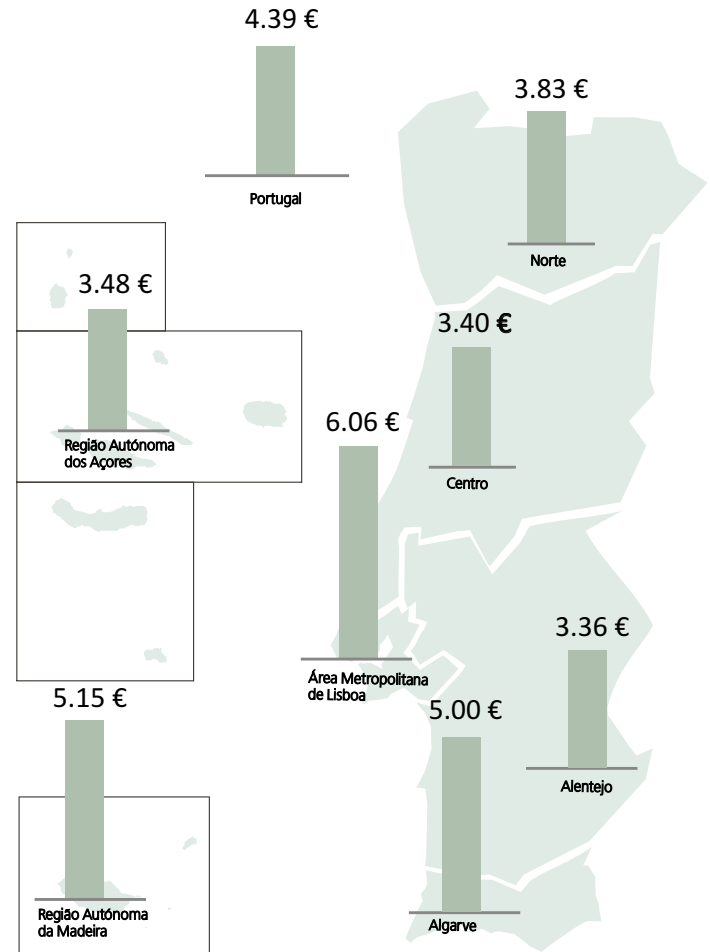 4.39 €
Portugal
3.83 €
Norte
3.48 €
Região Autónoma
dos Açores
3.40 €
Centro
6.06 €
Área Metropolitana
de Lisboa
3.36 €
Alentejo
5.15 €
Região Autónoma
da Madeira
5.00 €
Algarve